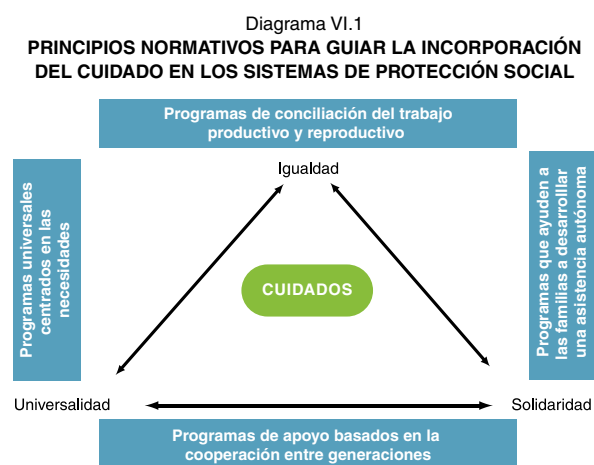 Diagrama VI.1
PRINCIPIOS NORMATIVOS PARA GUIAR LA INCORPORACIÓN
DEL CUIDADO EN LOS SISTEMAS DE PROTECCIÓN SOCIAL
Programas de conciliación del trabajo
productivo y reproductivo
Igualdad
Programas universales
centrados en las
necesidades
CUIDADOS
Programas que ayuden a
las familias a desarrolllar
una asistencia autónoma
Universalidad
Solidaridad
Programas de apoyo basados en la
cooperación entre generaciones